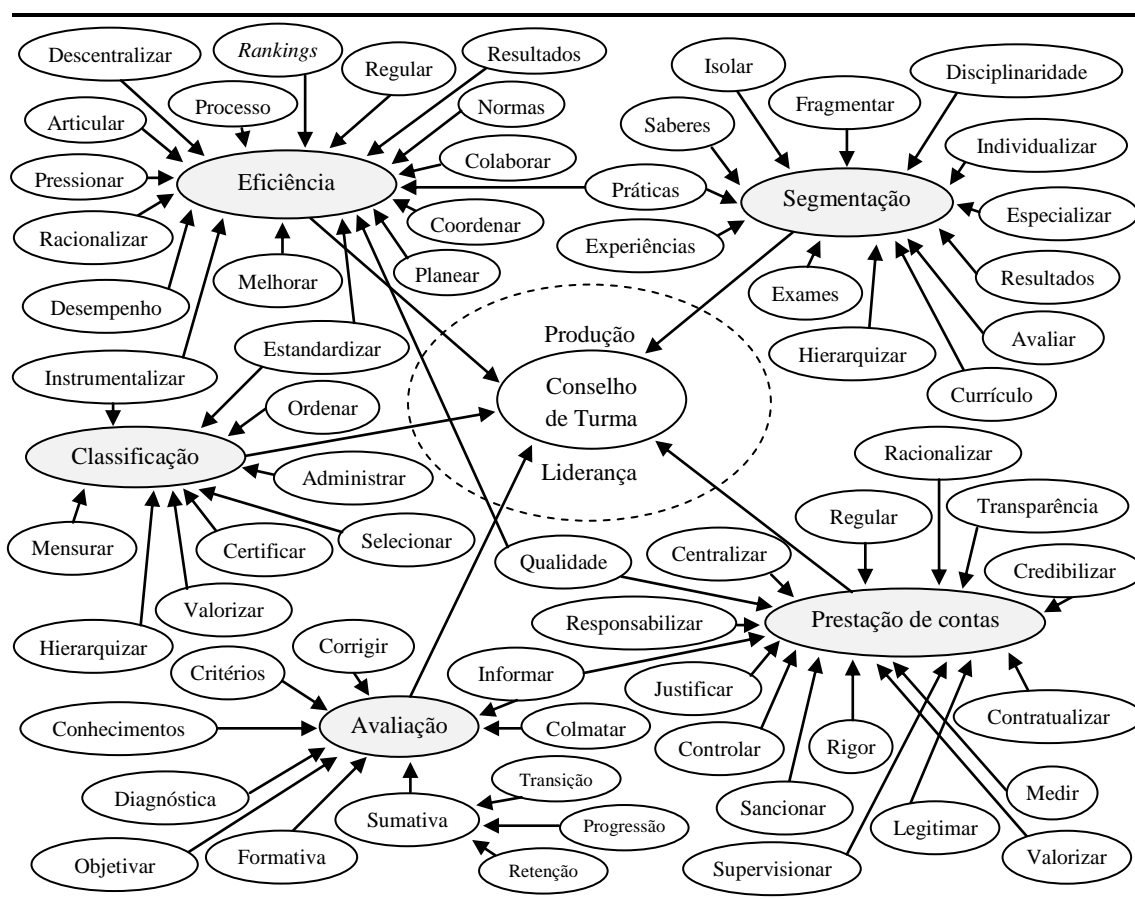 Descentralizar
Rankings
Regular
Resultados
Processo
Normas
Articular
Colaborar
Pressionar
Eficiência
Racionalizar
Coordenar
Melhorar
Planear
Desempenho
Estandardizar
Instrumentalizar
Isolar
Disciplinaridade
Fragmentar
Saberes
Individualizar
Práticas
Segmentação
Especializar
Experiências
Resultados
Exames
Avaliar
Hierarquizar
Currículo
Produção
Conselho
de Turma
Liderança
Ordenar
Classificação
Administrar
Mensurar
Certificar
Selecionar
Valorizar
Hierarquizar
Racionalizar
Regular
Transparência
Centralizar
Qualidade
Credibilizar
Responsabilizar
Prestação de contas
Informar
Justificar
Contratualizar
Controlar
Rigor
Sancionar
Medir
Legitimar
Supervisionar
Valorizar
Corrigir
Critérios
Conhecimentos
Avaliação
Colmatar
Diagnóstica
Transição
Sumativa
Progressão
Objetivar
Formativa
Retenção